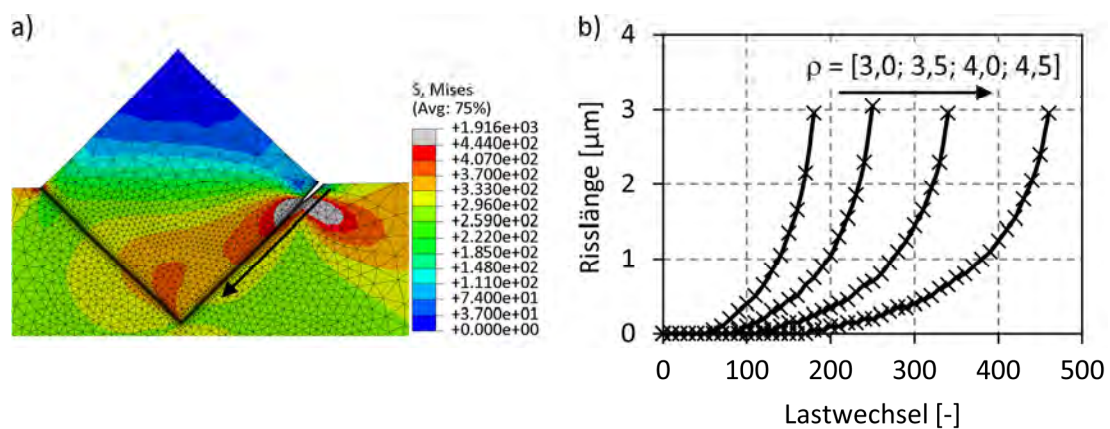 a)
S, Mises
(Avg: 75%)
+1.916e+03
+4.440e+02
+4.070e+02
+3.700e+02
+3.330e+02
+2.960e+02
+2.590e+02
+2.220e+02
+1.850e+02
+1.480e+02
+1.110e+02
+7.400e+01
+3.700e+01
+0.000e+00
b)
ρ = [3,0; 3,5; 4,0; 4,5]
Risslänge [µm]
4
3
2
1
0
0 100 200 300 400 500
Lastwechsel [-]